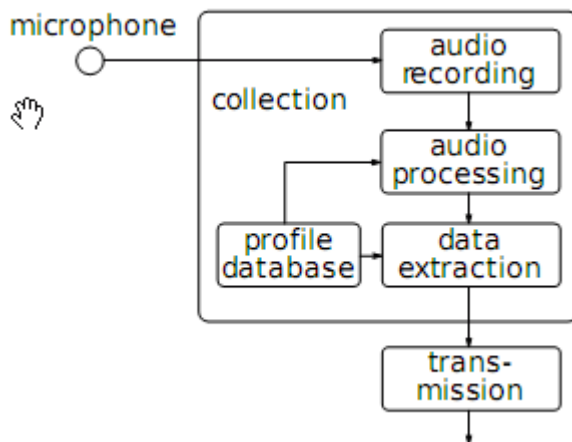 microphone
audio
recording
collection
audio
processing
profile
database
data
extraction
trans-
mission